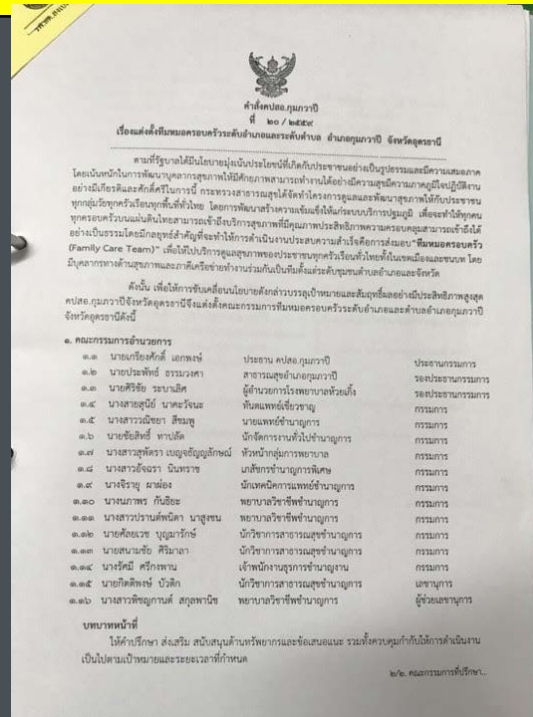 คำสั่งคปสอ.กุมภวาปี
ที่ ๒๐ / ๒๕๕๙
เรื่องแต่งตั้งทีมหมอครอบครัวระดับอำเภอและระดับตำบล อำเภอกุมภวาปี จังหวัดอุดรธานี
ตามที่รัฐบาลได้มีนโยบายมุ่งเน้นประโยชน์ที่เกิดกับประชาชนอย่างเป็นรูปธรรมและมีความเสมอภาค
โดยเน้นหนักในการพัฒนาบุคลากรสุขภาพให้มีศักยภาพสามารถทำงานได้อย่างมีความสุขมีความภาคภูมิใจปฏิบัติงาน
อย่างมีเกียรติและศักดิ์ศรีในการนี้ กระทรวงสาธารณสุขได้จัดทำโครงการดูแลและพัฒนาสุขภาพให้กับประชาชน
ทุกกลุ่มวัยทุกครัวเรือนทุกพื้นที่ทั่วไทย โดยการพัฒนาสร้างความเข้มแข็งให้แก่ระบบบริการปฐมภูมิ เพื่อจะทำให้ทุกคน
ทุกครอบครัวบนแผ่นดินไทยสามารถเข้าถึงบริการสุขภาพที่มีคุณภาพประสิทธิภาพความครอบคลุมสามารถเข้าถึงได้
อย่างเป็นธรรมโดยมีกลยุทธ์สำคัญที่จะทำให้การดำเนินงานประสบความสำเร็จคือการส่งมอบ "ทีมหมอครอบครัว
(Family Care Team)" เพื่อให้ไปบริการดูแลสุขภาพของประชาชนทุกครัวเรือนทั่วไทยทั้งในเขตเมืองและชนบท โดย
มีบุคลากรทางด้านสุขภาพและภาคีเครือข่ายทำงานร่วมกันเป็นทีมตั้งแต่ระดับชุมชนตำบลอำเภอและจังหวัด
ดังนั้น เพื่อให้การขับเคลื่อนนโยบายดังกล่าวบรรลุเป้าหมายและสัมฤทธิ์ผลอย่างมีประสิทธิภาพสูงสุด
คปสอ.กุมภวาปีจังหวัดอุดรธานีจึงแต่งตั้งคณะกรรมการทีมหมอครอบครัวระดับอำเภอและตำบลอำเภอกุมภวาปี
จังหวัดอุดรธานีดังนี้
๑. คณะกรรมการอำนวยการ
๑.๑ นายเกรียงศักดิ์ เอกพงษ์ ประธาน คปสอ.กุมภวาปี ประธานกรรมการ
๑.๒ นายประพัทธ์ ธรรมวงศา สาธารณสุขอำเภอกุมภวาปี รองประธานกรรมการ
๑.๓ นายศิริชัย ระบาเลิศ ผู้อำนวยการโรงพยาบาลห้วยเกิ้ง รองประธานกรรมการ
๑.๔ นางสายสุนีย์ นาคะวัจนะ ทันตแพทย์เชี่ยวชาญ กรรมการ
๑.๕ นางสาววณิชยา สีชมพู นายแพทย์ชำนาญการ กรรมการ
๑.๖ นายชัยสิทธิ์ ทาปลัด นักจัดการงานทั่วไปชำนาญการ กรรมการ
๑.๗ นางสาวสุพัตรา เบญจธัญญลักษณ์ หัวหน้ากลุ่มการพยาบาล กรรมการ
๑.๘ นางสาวอัจฉรา นินทราช เภสัชกรชำนาญการพิเศษ กรรมการ
๑.๙ นางจิรายุ ผาผ่อง นักเทคนิคการแพทย์ชำนาญการ กรรมการ
๑.๑๐ นางนภาพร กันธิยะ พยาบาลวิชาชีพชำนาญการ กรรมการ
๑.๑๑ นางสาวปรานต์พนิตา นาสูงชน พยาบาลวิชาชีพชำนาญการ กรรมการ
๑.๑๒ นายศัลยเวช บุญมารักษ์ นักวิชาการสาธารณสุขชำนาญการ กรรมการ
๑.๑๓ นายสนามชัย ศิริมาลา นักวิชาการสาธารณสุขชำนาญการ กรรมการ
๑.๑๔ นางรัศมี ศรีกงพาน เจ้าพนักงานธุรการชำนาญงาน กรรมการ
๑.๑๕ นายกิตติพงษ์ บัวติก นักวิชาการสาธารณสุขชำนาญการ เลขานุการ
๑.๑๖ นางสาวพิชญกานต์ สกุลพานิช พยาบาลวิชาชีพชำนาญการ ผู้ช่วยเลขานุการ
บทบาทหน้าที่
ให้คำปรึกษา ส่งเสริม สนับสนุนด้านทรัพยากรและข้อเสนอแนะ รวมทั้งควบคุมกำกับให้การดำเนินงาน
เป็นไปตามเป้าหมายและระยะเวลาที่กำหนด
๒/๒. คณะกรรมการที่ปรึกษา...